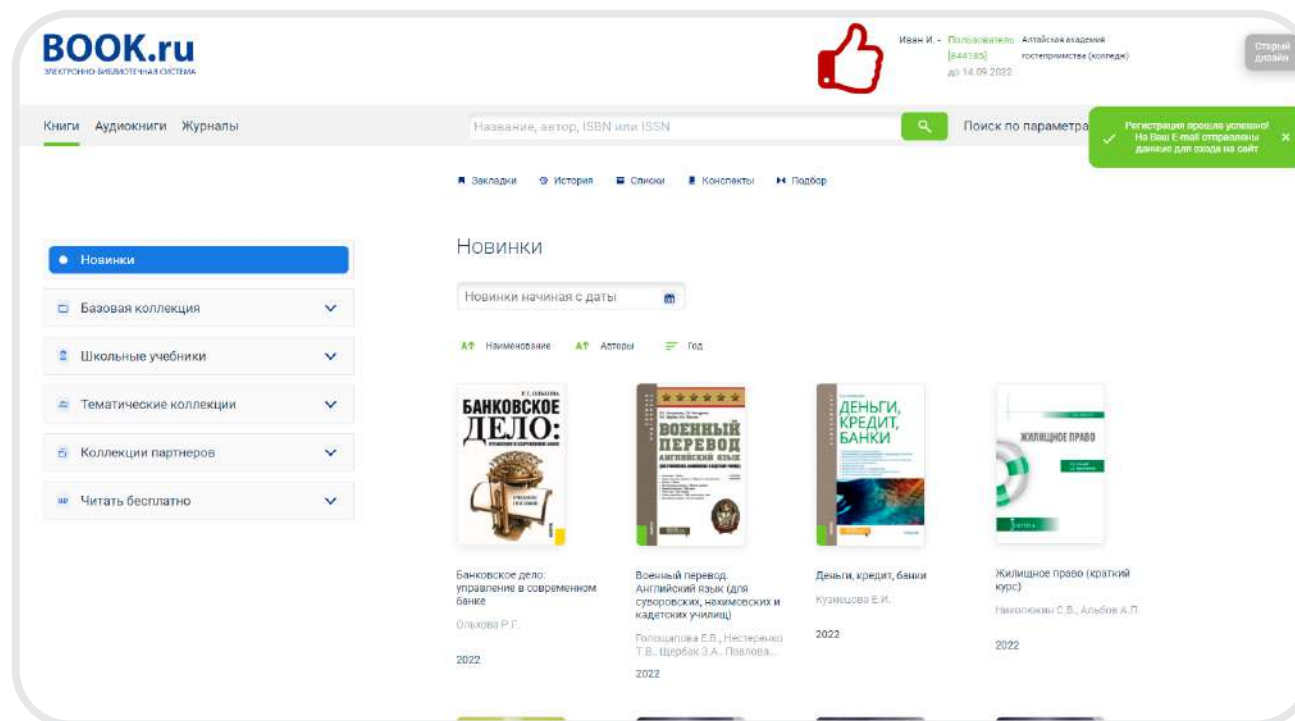 BOOK.ru
ЭЛЕКТРОННО-БИБЛИОТЕЧНАЯ СИСТЕМА
Иван И. - Пользователь [844185] до 14.09.2022
Алтайская академия
гостеприимства (колледж)
Старый
дизайн
Книги Аудиокниги Журналы
Название, автор, ISBN или ISSN
Поиск по параметра
Регистрация прошла успешно!
На Ваш E-mail отправлены
данные для входа на сайт
Закладки История Списки Конспекты Подбор
Новинки
Базовая коллекция
Школьные учебники
Тематические коллекции
Коллекции партнеров
Читать бесплатно
Новинки
Новинки начиная с даты
Наименование Авторы Год
Р.Г. ОЛЬХОВА
БАНКОВСКОЕ
ДЕЛО:
УЧЕБНОЕ
ПОСОБИЕ
ВОЕННЫЙ
ПЕРЕВОД
АНГЛИЙСКИЙ ЯЗЫК
ДЕНЬГИ,
КРЕДИТ,
БАНКИ
ЖИЛИЩНОЕ ПРАВО
Банковское дело:
управление в современном
банке
Ольхова Р.Г.
2022
Военный перевод.
Английский язык (для
суворовских, нахимовских и
кадетских училищ)
Голощапова Е.В., Нестеренко
Т.В., Щербак З.А., Павлова...
2022
Деньги, кредит, банки
Кузнецова Е.И.
2022
Жилищное право (краткий
курс)
Николюкин С.В., Альбов А.П.
2022